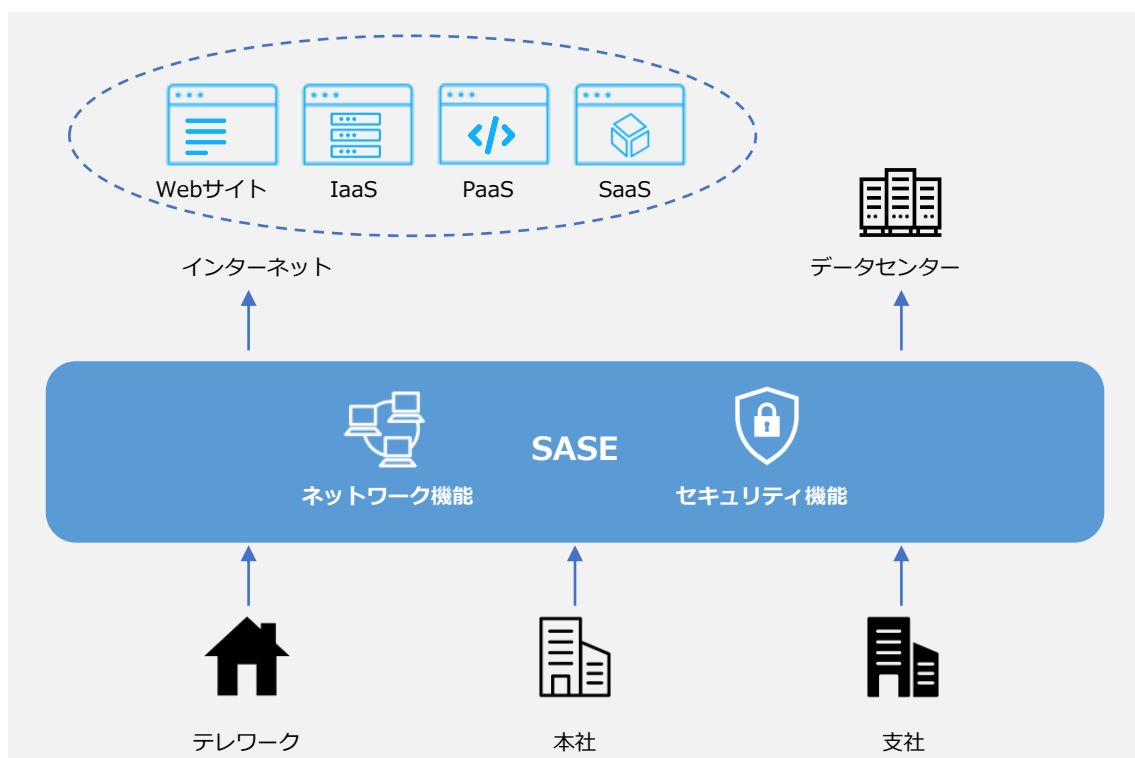 Webサイト
IaaS
PaaS
SaaS
インターネット
データセンター
SASE
ネットワーク機能
セキュリティ機能
テレワーク
本社
支社